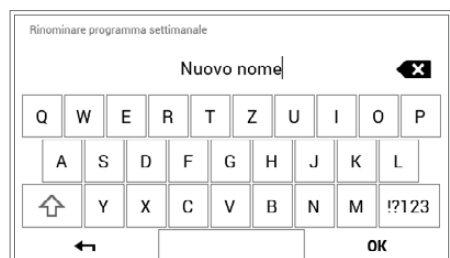 Rinominare programma settimanale
Nuovo nome
Q W E R T Z U I O P
A S D F G H J K L
Y X C V B N M !?123
OK